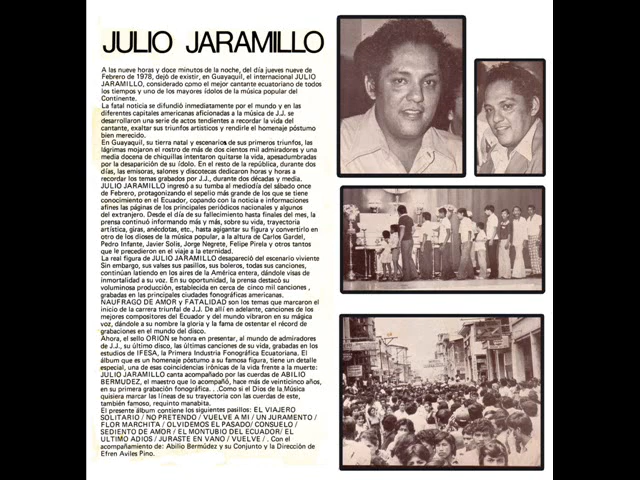 JULIO JARAMILLO
A las nueve horas y doce minutos de la noche, del día jueves nueve de
Febrero de 1978, dejó de existir, en Guayaquil, el internacional JULIO
JARAMILLO, considerado como el mejor cantante ecuatoriano de todos
los tiempos y uno de los mayores ídolos de la música popular del
Continente.
La fatal noticia se difundió inmediatamente por el mundo y en las
diferentes capitales americanas aficionadas a la música de J.J. se
desarrollaron una serie de actos tendientes a recordar la vida del
cantante, exaltar sus triunfos artísticos y rendirle el homenaje póstumo
bien merecido.
En Guayaquil, su tierra natal y escenarios de sus primeros triunfos, las
lágrimas mojaron el rostro de más de dos cientos mil admiradores y una
media docena de chiquillas intentaron quitarse la vida, apesadumbradas
por la desaparición de su ídolo. En el resto de la república, durante dos
días, las emisoras, salones y discotecas dedicaron horas y horas a
recordar los temas grabados por J.J., durante dos décadas y media.
JULIO JARAMILLO ingresó a su tumba al mediodía del sábado once
de Febrero, protagonizando el sepelio más grande de los que se tiene
conocimiento en el Ecuador, copando con la noticia e informaciones
afines las páginas de los principales periódicos nacionales y algunos
del extranjero. Desde el día de su fallecimiento hasta finales del mes, la
prensa continuó informando más y más, sobre su vida, trayectoria
artística, giras, anécdotas, etc., hasta agigantar su figura y convertirlo en
otro de los dioses de la música popular, a la altura de Carlos Gardel,
Pedro Infante, Javier Solis, Jorge Negrete, Felipe Pirela y otros tantos
que le precedieron en el viaje a la eternidad.
La real figura de JULIO JARAMILLO desapareció del escenario viviente
Sin embargo, sus valses sus pasillos, sus boleros, todas sus canciones,
continúan latiendo en los aires de la América entera, dándole visas de
inmortalidad a su voz. En su oportunidad, la prensa destacó su
voluminosa producción, establecida en cerca de cinco mil canciones ,
grabadas en las principales ciudades fonográficas americanas.
NAUFRAGO DE AMOR y FATALIDAD son los temas que marcaron el
inicio de la carrera triunfal de J.J. De allí en adelante, canciones de los
mejores compositores del Ecuador y del mundo vibraron en su mágica
voz, dándole a su nombre la gloria y la fama de ostentar el récord de
grabaciones en el mundo del disco.
Ahora, el sello ORION se honra en presentar, al mundo de admiradores
de J.J., su último disco, las últimas canciones de su vida, grabadas en los
estudios de IFESA, la Primera Industria Fonográfica Ecuatoriana. El
álbum que es un homenaje póstumo a su famosa figura, tiene un detalle
especial, una de esas coincidencias irónicas de la vida frente a la muerte:
JULIO JARAMILLO canta acompañado por las cuerdas de ABILIO
BERMUDEZ, el maestro que lo acompañó, hace más de veinticinco años,
en su primera grabación fonográfica. . .Como si el Dios de la Música
quisiera marcar las líneas de su trayectoria con las cuerdas de este,
también famoso, requinto manabita.
El presente álbum contiene los siguientes pasillos: EL VIAJERO
SOLITARIO / NO PRETENDO / VUELVE A MI / UN JURAMENTO /
FLOR MARCHITA / OLVIDEMOS EL PASADO/ CONSUELO /
SEDIENTO DE AMOR / EL MONTUBIO DEL ECUADOR/ EL
ULTIMO ADIOS / JURASTE EN VANO / VUELVE / . Con el
acompañamiento de: Abilio Bermúdez y su Conjunto y la Dirección de
Efren Aviles Pino.